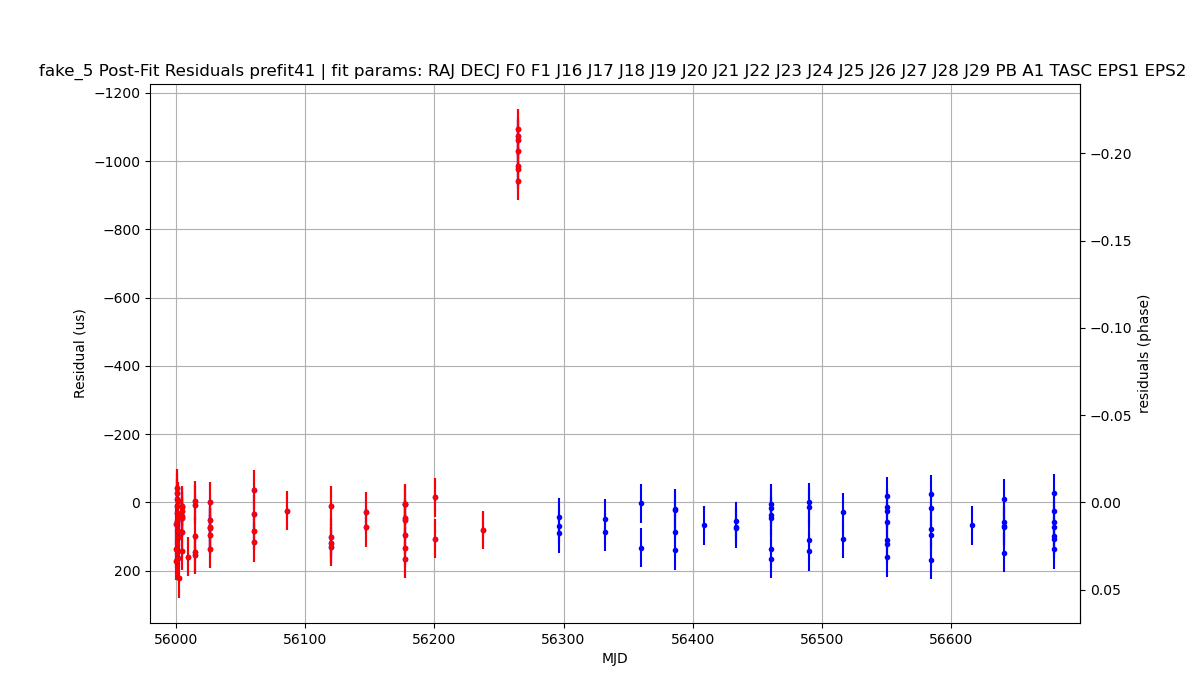 fake_5 Post-Fit Residuals prefit41 | fit params: RAJ DECJ F0 F1 J16 J17 J18 J19 J20 J21 J22 J23 J24 J25 J26 J27 J28 J29 PB A1 TASC EPS1 EPS2
−1200
−1000
−800
−600
−400
−200
0
200
Residual (us)
−0.20
−0.15
−0.10
−0.05
0.00
0.05
residuals (phase)
56000 56100 56200 56300 56400 56500 56600
MJD